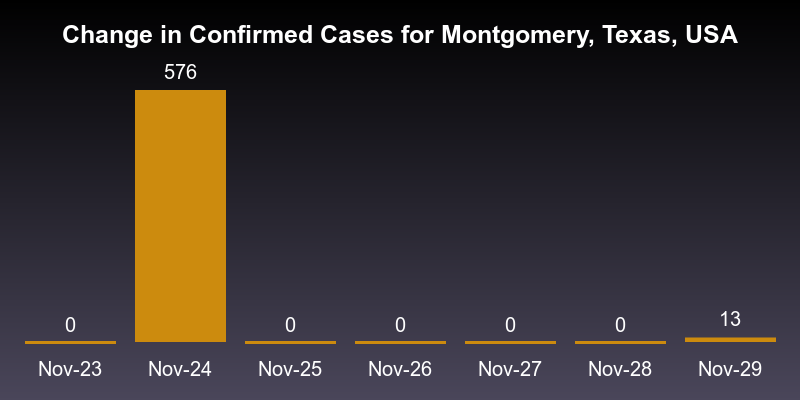 Change in Confirmed Cases for Montgomery, Texas, USA
576
0 0 0 0 0 13
Nov-23 Nov-24 Nov-25 Nov-26 Nov-27 Nov-28 Nov-29